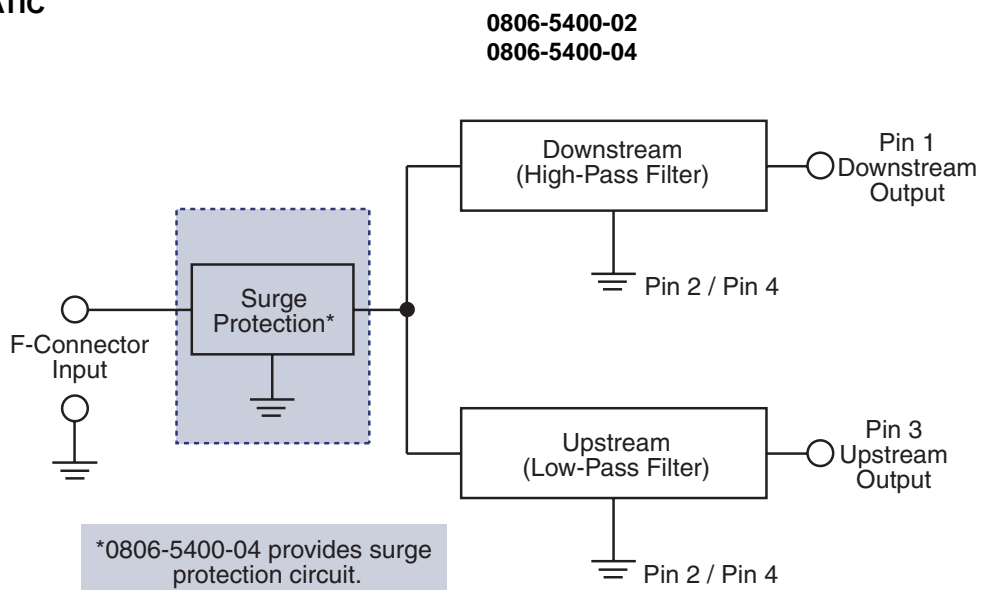 0806-5400-02
0806-5400-04
Downstream
(High-Pass Filter)
Pin 1
Downstream
Output
Pin 2 / Pin 4
Surge
Protection*
F-Connector
Input
Upstream
(Low-Pass Filter)
Pin 3
Upstream
Output
Pin 2 / Pin 4
*0806-5400-04 provides surge
protection circuit.